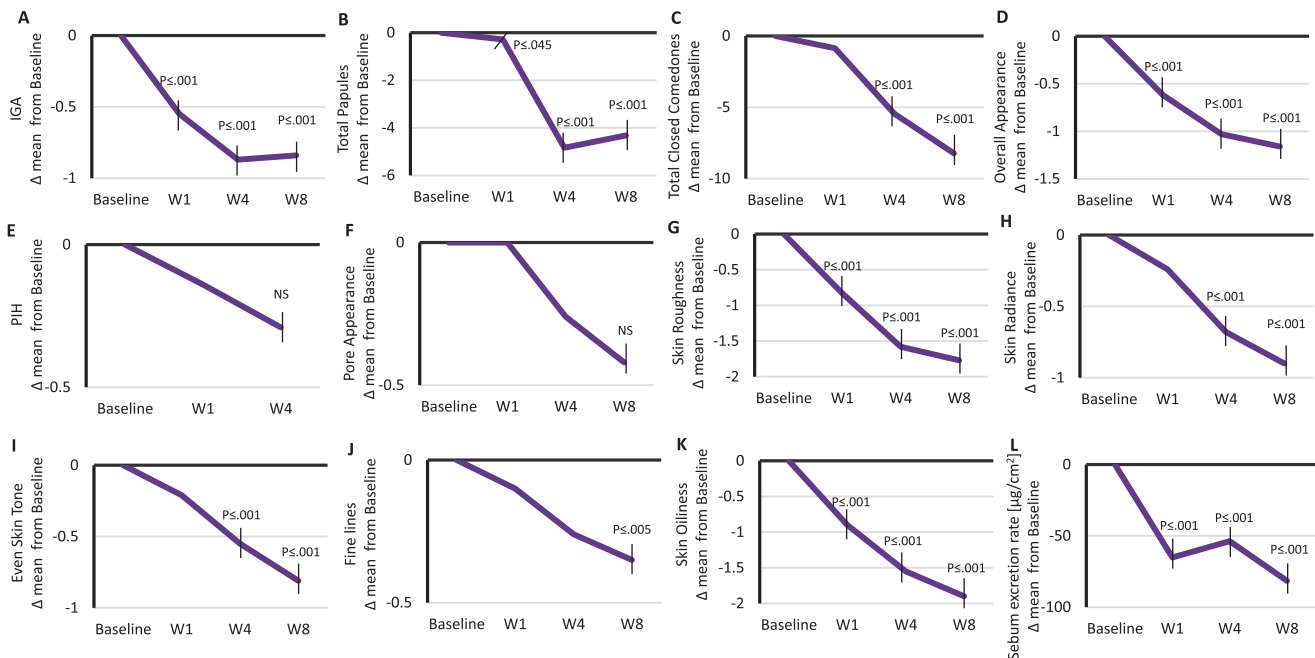 A
IGA
Δ mean from Baseline
0
-0.5
-1
P≤.001
P≤.001
P≤.001
Baseline W1 W4 W8
B
Total Papules
Δ mean from Baseline
0
-2
-4
-6
P≤.045
P≤.001
P≤.001
Baseline W1 W4 W8
C
Total Closed Comedones
Δ mean from Baseline
0
-5
-10
P≤.001
P≤.001
Baseline W1 W4 W8
D
Overall Appearance
Δ mean from Baseline
0
-0.5
-1
-1.5
P≤.001
P≤.001
P≤.001
Baseline W1 W4 W8
E
PIH
Δ mean from Baseline
0
-0.5
NS
Baseline W1 W4
F
Pore Appearance
Δ mean from Baseline
0
-0.5
NS
Baseline W1 W4 W8
G
Skin Roughness
Δ mean from Baseline
0
-0.5
-1
-1.5
-2
P≤.001
P≤.001
P≤.001
Baseline W1 W4 W8
H
Skin Radiance
Δ mean from Baseline
0
-0.5
-1
P≤.001
P≤.001
Baseline W1 W4 W8
I
Even Skin Tone
Δ mean from Baseline
0
-0.5
-1
P≤.001
P≤.001
Baseline W1 W4 W8
J
Fine lines
Δ mean from Baseline
0
-0.5
P≤.005
Baseline W1 W4 W8
K
Skin Oiliness
Δ mean from Baseline
0
-0.5
-1
-1.5
-2
P≤.001
P≤.001
P≤.001
Baseline W1 W4 W8
L
Sebum excretion rate [µg/cm²]
Δ mean from Baseline
0
-50
-100
P≤.001
P≤.001
P≤.001
Baseline W1 W4 W8